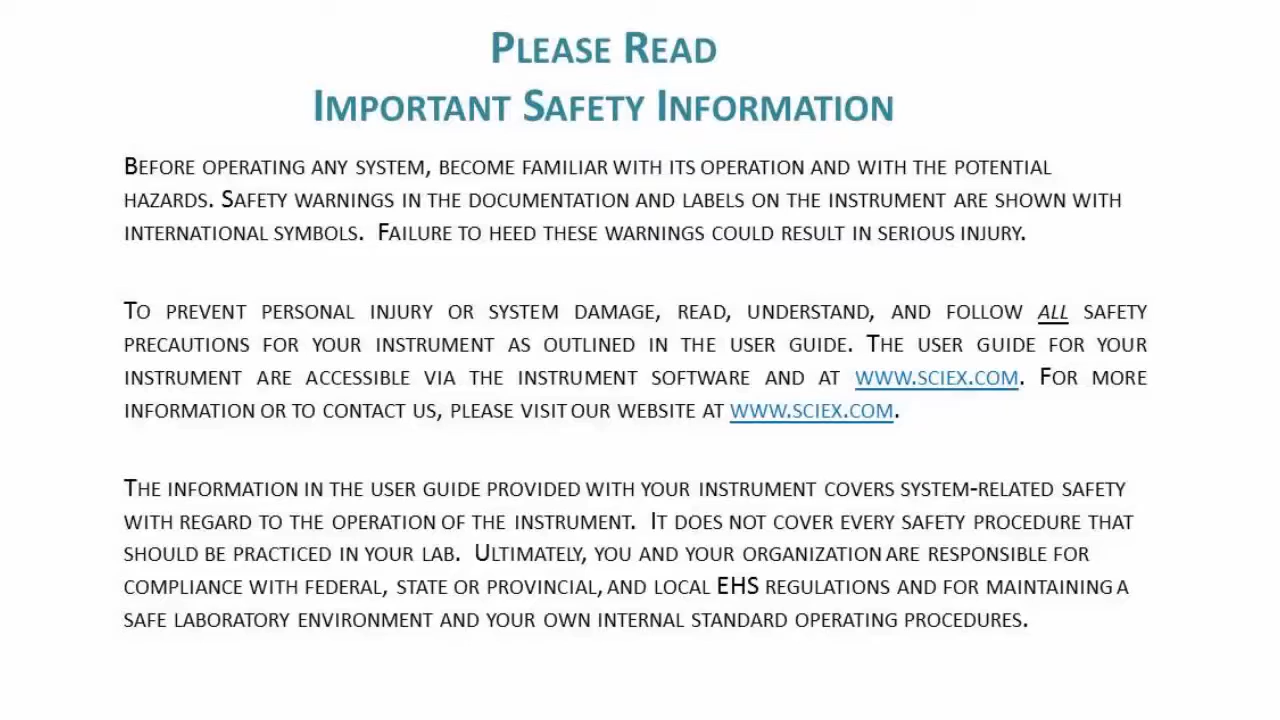 PLEASE READ
IMPORTANT SAFETY INFORMATION
BEFORE OPERATING ANY SYSTEM, BECOME FAMILIAR WITH ITS OPERATION AND WITH THE POTENTIAL
HAZARDS. SAFETY WARNINGS IN THE DOCUMENTATION AND LABELS ON THE INSTRUMENT ARE SHOWN WITH
INTERNATIONAL SYMBOLS. FAILURE TO HEED THESE WARNINGS COULD RESULT IN SERIOUS INJURY.
TO PREVENT PERSONAL INJURY OR SYSTEM DAMAGE, READ, UNDERSTAND, AND FOLLOW ALL SAFETY
PRECAUTIONS FOR YOUR INSTRUMENT AS OUTLINED IN THE USER GUIDE. THE USER GUIDE FOR YOUR
INSTRUMENT ARE ACCESSIBLE VIA THE INSTRUMENT SOFTWARE AND AT WWW.SCIEX.COM. FOR MORE
INFORMATION OR TO CONTACT US, PLEASE VISIT OUR WEBSITE AT WWW.SCIEX.COM.
THE INFORMATION IN THE USER GUIDE PROVIDED WITH YOUR INSTRUMENT COVERS SYSTEM-RELATED SAFETY
WITH REGARD TO THE OPERATION OF THE INSTRUMENT. IT DOES NOT COVER EVERY SAFETY PROCEDURE THAT
SHOULD BE PRACTICED IN YOUR LAB. ULTIMATELY, YOU AND YOUR ORGANIZATION ARE RESPONSIBLE FOR
COMPLIANCE WITH FEDERAL, STATE OR PROVINCIAL, AND LOCAL EHS REGULATIONS AND FOR MAINTAINING A
SAFE LABORATORY ENVIRONMENT AND YOUR OWN INTERNAL STANDARD OPERATING PROCEDURES.